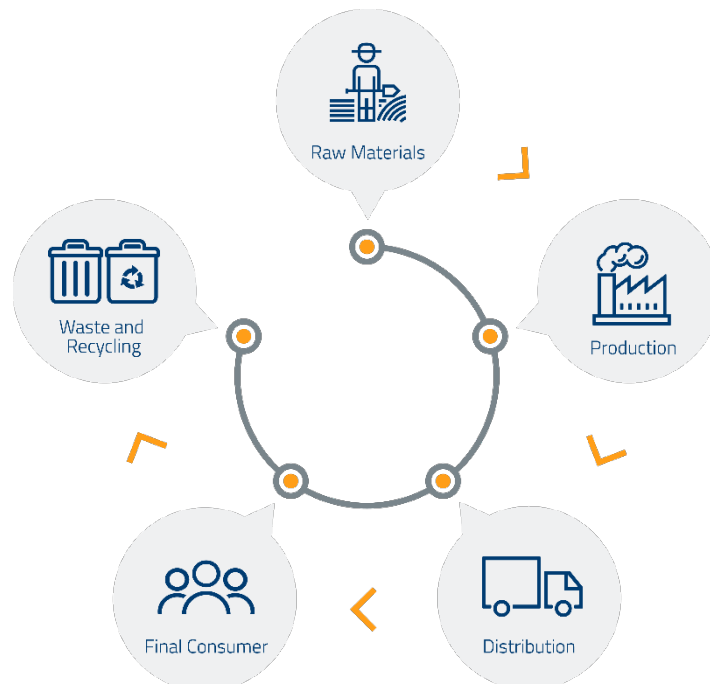 Raw Materials
Production
Distribution
Final Consumer
Waste and
Recycling